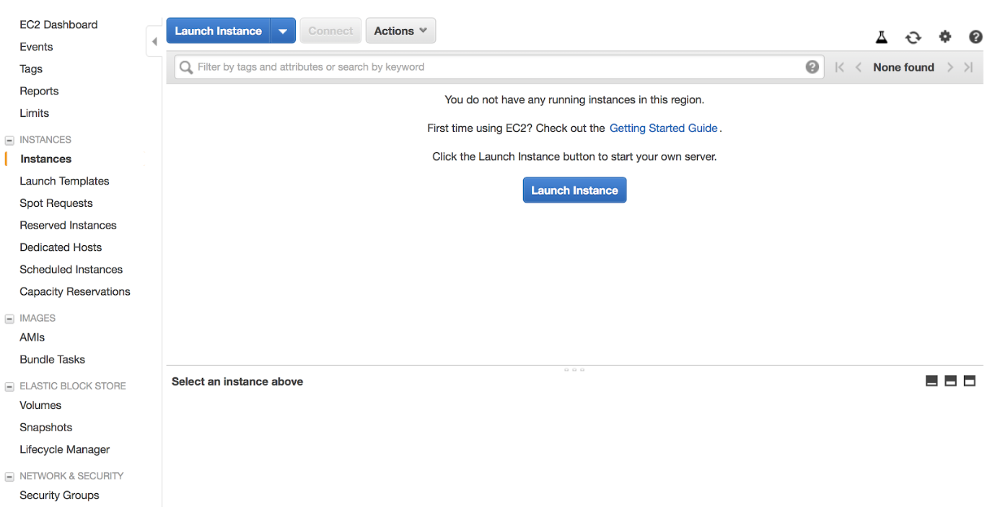 EC2 Dashboard
Events
Tags
Reports
Limits
INSTANCES
Instances
Launch Templates
Spot Requests
Reserved Instances
Dedicated Hosts
Scheduled Instances
Capacity Reservations
IMAGES
AMIs
Bundle Tasks
ELASTIC BLOCK STORE
Volumes
Snapshots
Lifecycle Manager
NETWORK & SECURITY
Security Groups
Launch Instance Connect Actions
Filter by tags and attributes or search by keyword None found
You do not have any running instances in this region.
First time using EC2? Check out the Getting Started Guide.
Click the Launch Instance button to start your own server.
Launch Instance
Select an instance above